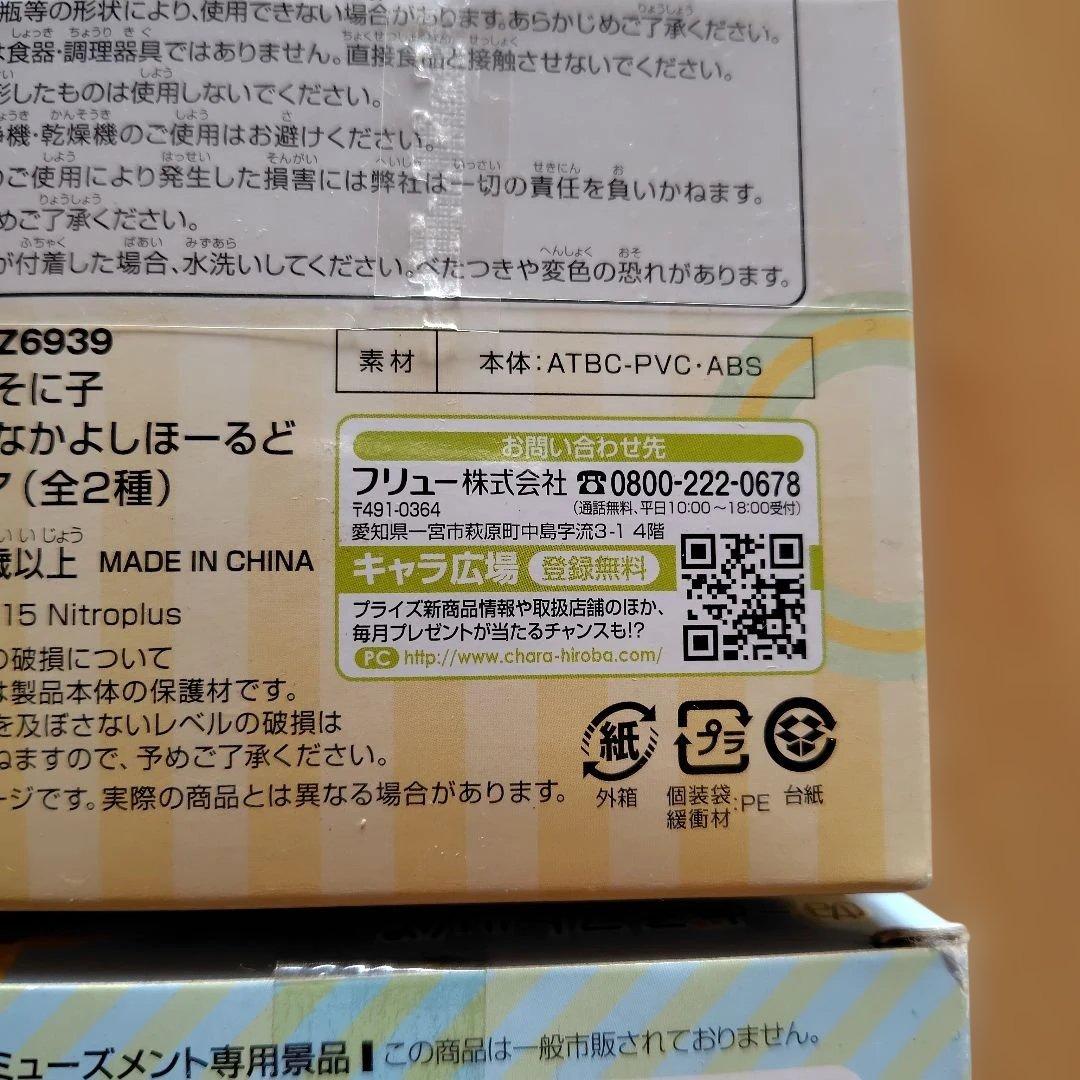 瓶等の形状により、使用できない場合があります。あらかじめご了承ください。
は食器・調理器具ではありません。直接食品と接触させないでください。
形したものは使用しないでください。
浄機・乾燥機のご使用はお避けください。
のご使用により発生した損害には弊社は一切の責任を負いかねます。
めご了承ください。
が付着した場合、水洗いしてください。べたつきや変色の恐れがあります。
Z6939
そに子
なかよしほーるど
ア(全2種)
歳以上 MADE IN CHINA
15 Nitroplus
の破損について
は製品本体の保護材です。
を及ぼさないレベルの破損は
ねますので、予めご了承ください。
ージです。実際の商品とは異なる場合があります。
素材 本体:ATBC-PVC・ABS
お問い合わせ先
フリュー株式会社 ☎0800-222-0678
〒491-0364 (通話無料、平日10:00〜18:00受付)
愛知県一宮市萩原町中島字流3-1 4階
キャラ広場 登録無料
プライズ新商品情報や取扱店舗のほか、
毎月プレゼントが当たるチャンスも!?
PC http://www.chara-hiroba.com/
紙 プラ
外箱 個装袋 緩衝材 :PE 台紙
ミューズメント専用景品 この商品は一般市販されておりません。